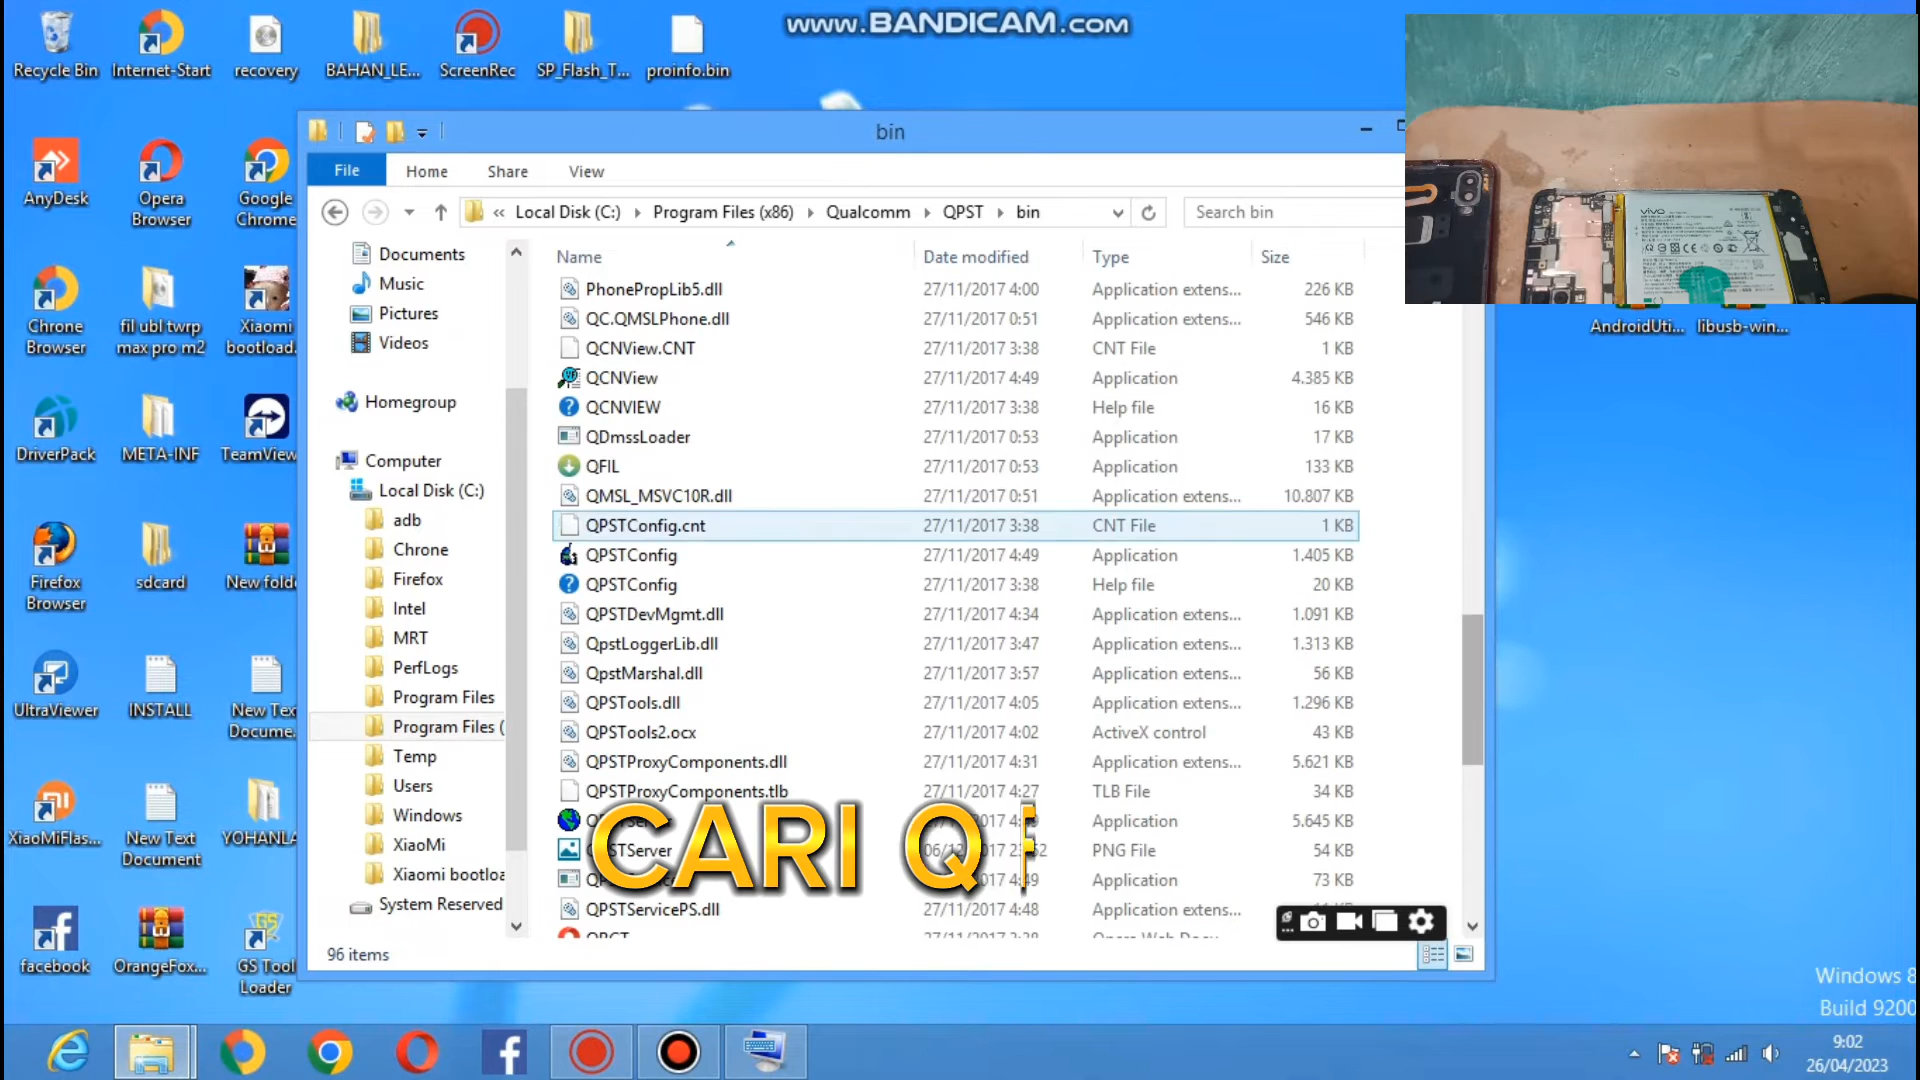 www.BANDICAM.com
Recycle Bin
Internet-Start
recovery
BAHAN_LE...
ScreenRec
SP_Flash_T...
proinfo.bin
AnyDesk
Opera
Browser
Google
Chrome
Chrome
Browser
fil ubl twrp
max pro m2
Xiaomi
bootload.
DriverPack
META-INF
TeamView
Firefox
Browser
sdcard
New fold
UltraViewer
INSTALL
New Tex
Docume.
XiaoMiFlas...
New Text
Document
YOHANLA
facebook
OrangeFox...
GS Tool
Loader
AndroidUti...
libusb-win...
bin
File
Home
Share
View
« Local Disk (C:) Program Files (x86) Qualcomm QPST bin
Search bin
Documents
Music
Pictures
Videos
Homegroup
Computer
Local Disk (C:)
adb
Chrone
Firefox
Intel
MRT
PerfLogs
Program Files
Program Files (
Temp
Users
Windows
XiaoMi
Xiaomi bootloa
System Reserved
Name Date modified Type Size
PhonePropLib5.dll 27/11/2017 4:00 Application extens... 226 KB
QC.QMSLPhone.dll 27/11/2017 0:51 Application extens... 546 KB
QCNView.CNT 27/11/2017 3:38 CNT File 1 KB
QCNView 27/11/2017 4:49 Application 4.385 KB
QCNVIEW 27/11/2017 3:38 Help file 16 KB
QDmssLoader 27/11/2017 0:53 Application 17 KB
QFIL 27/11/2017 0:53 Application 133 KB
QMSL_MSVC10R.dll 27/11/2017 0:51 Application extens... 10.807 KB
QPSTConfig.cnt 27/11/2017 3:38 CNT File 1 KB
QPSTConfig 27/11/2017 4:49 Application 1.405 KB
QPSTConfig 27/11/2017 3:38 Help file 20 KB
QPSTDevMgmt.dll 27/11/2017 4:34 Application extens... 1.091 KB
QpstLoggerLib.dll 27/11/2017 3:47 Application extens... 1.313 KB
QpstMarshal.dll 27/11/2017 3:57 Application extens... 56 KB
QPSTools.dll 27/11/2017 4:05 Application extens... 1.296 KB
QPSTools2.ocx 27/11/2017 4:02 ActiveX control 43 KB
QPSTProxyComponents.dll 27/11/2017 4:31 Application extens... 5.621 KB
QPSTProxyComponents.tlb 27/11/2017 4:27 TLB File 34 KB
Application 5.645 KB
PNG File 54 KB
Application 73 KB
QPSTServicePS.dll 27/11/2017 4:48 Application extens...
CARI Q
96 items
vivo
Windows 8
Build 9200
9:02
26/04/2023